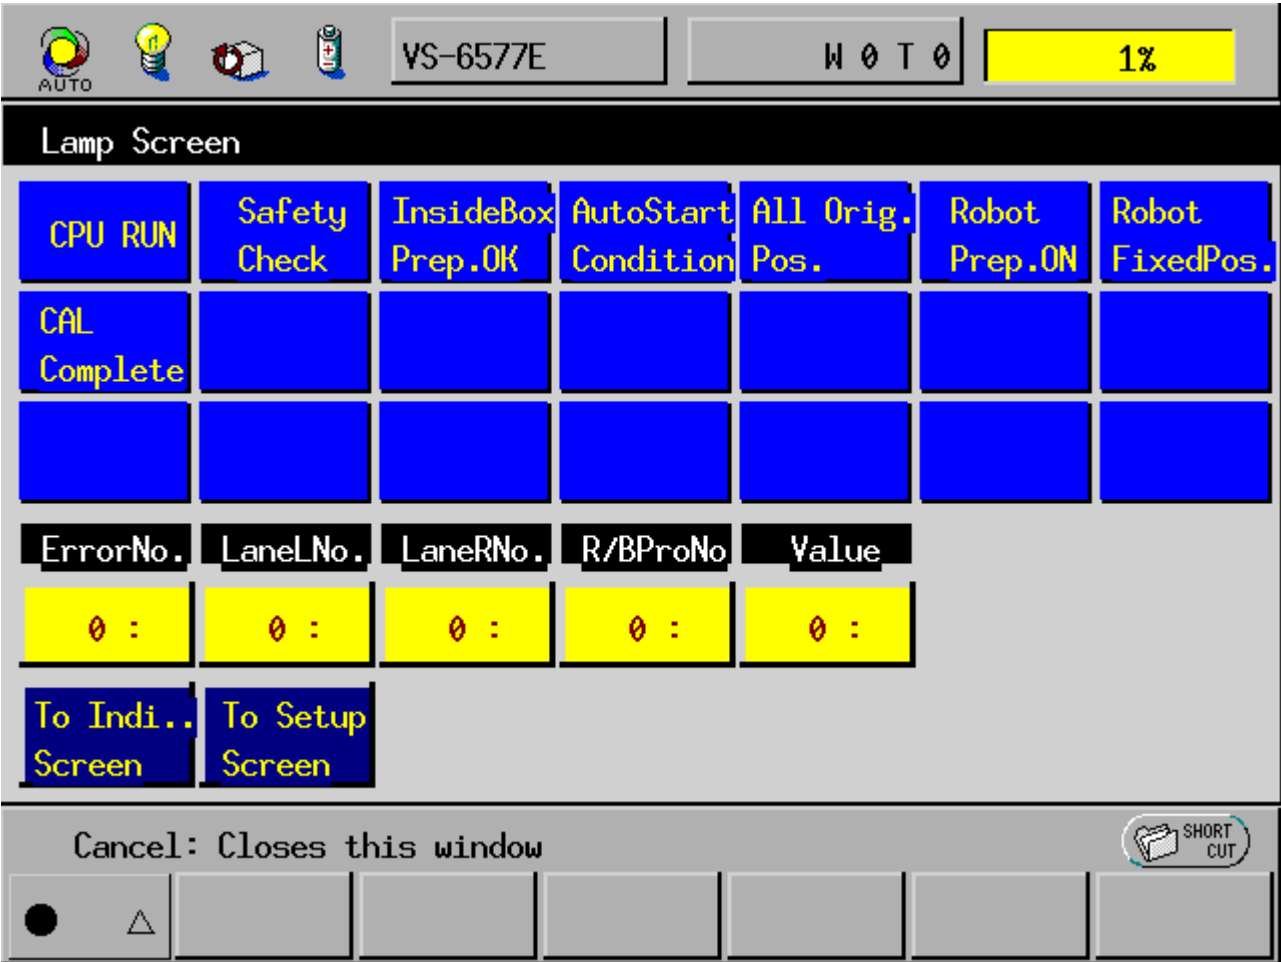 AUTO
VS-6577E
W 0 T 0
1%
Lamp Screen
CPU RUN
Safety
Check
InsideBox
Prep.OK
AutoStart
Condition
All Orig.
Pos.
Robot
Prep.ON
Robot
FixedPos.
CAL
Complete
ErrorNo.
LaneLNo.
LaneRNo.
R/BProNo
Value
0 :
0 :
0 :
0 :
0 :
To Indi..
Screen
To Setup
Screen
Cancel: Closes this window
SHORT
CUT